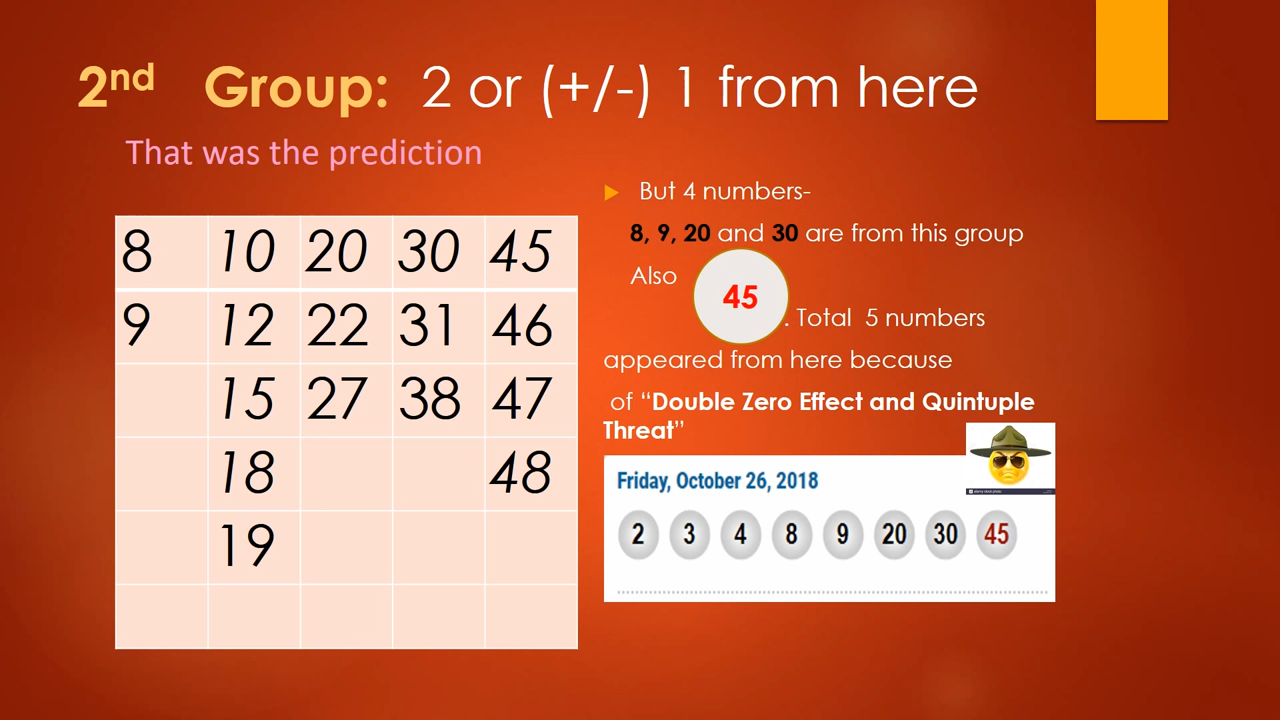 2nd Group: 2 or (+/-) 1 from here
That was the prediction
8 10 20 30 45
9 12 22 31 46
15 27 38 47
18 48
19
But 4 numbers-
8, 9, 20 and 30 are from this group
Also
45
. Total 5 numbers
appeared from here because
of “Double Zero Effect and Quintuple
Threat”
Friday, October 26, 2018
2 3 4 8 9 20 30 45